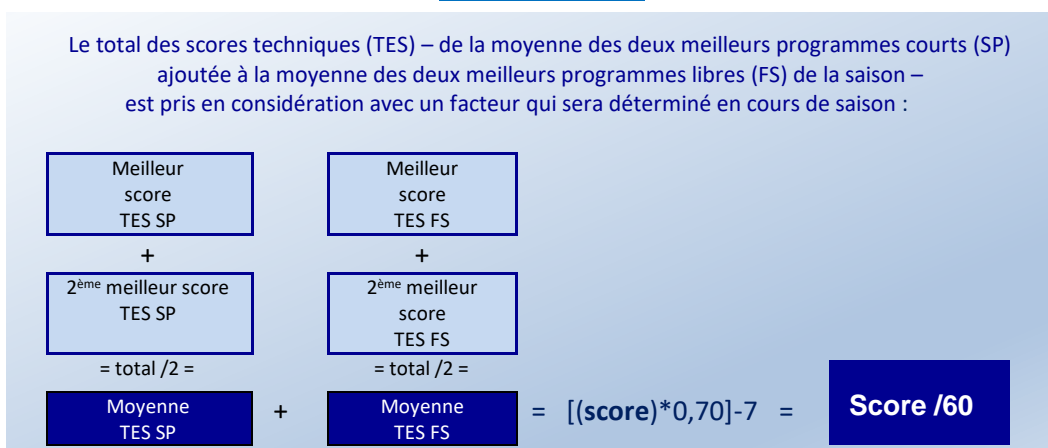 Le total des scores techniques (TES) – de la moyenne des deux meilleurs programmes courts (SP)
ajoutée à la moyenne des deux meilleurs programmes libres (FS) de la saison –
est pris en considération avec un facteur qui sera déterminé en cours de saison :
Meilleur
score
TES SP
Meilleur
score
TES FS
+
+
2ème meilleur score
TES SP
2ème meilleur
score
TES FS
= total /2 =
= total /2 =
Moyenne
TES SP
+
Moyenne
TES FS
= [(score)*0,70]-7 =
Score /60